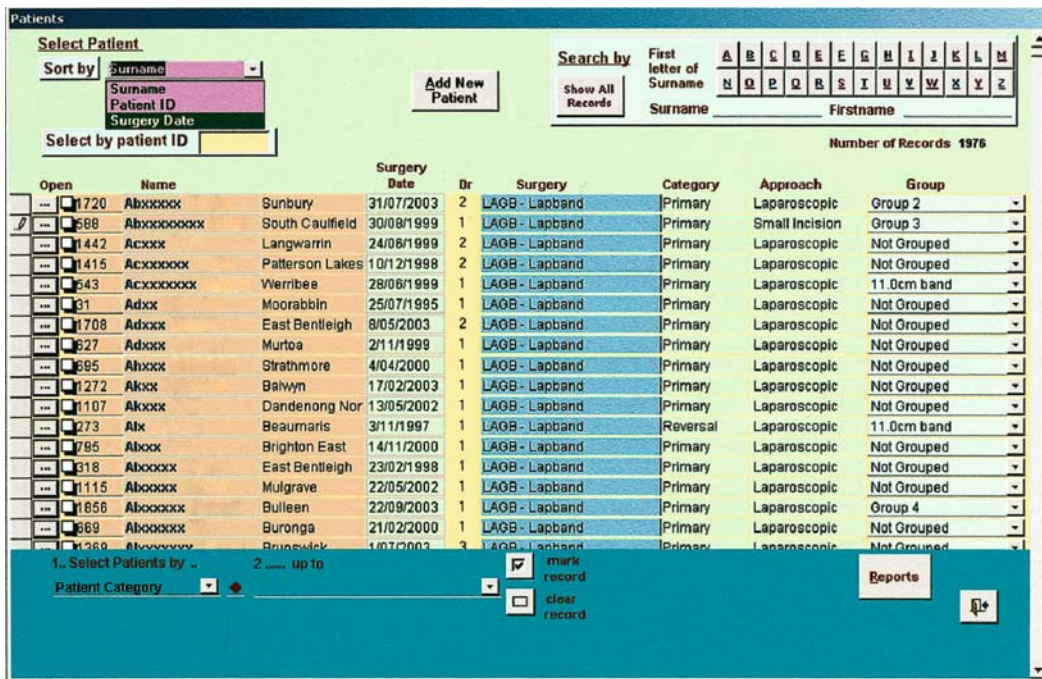 Patients
Select Patient
Sort by Surname
Surname
Patient ID
Surgery Date
Select by patient ID
Add New Patient
Search by
Show All Records
First letter of Surname
A B C D E F G H I J K L M
N O P Q R S T U V W X Y Z
Surname Firstname
Number of Records 1976
Open Name Surgery Date Dr Surgery Category Approach Group
... 1720 Abxxxxx Sunbury 31/07/2003 2 LAGB - Lapband Primary Laparoscopic Group 2
... 588 Abxxxxxxxx South Caulfield 30/08/1999 1 LAGB - Lapband Primary Small Incision Group 3
... 1442 Acxxx Langwarrin 24/06/1999 2 LAGB - Lapband Primary Laparoscopic Not Grouped
... 1415 Acxxxxxx Patterson Lakes 10/12/1998 2 LAGB - Lapband Primary Laparoscopic Not Grouped
... 543 Acxxxxxxx Werribee 28/06/1999 1 LAGB - Lapband Primary Laparoscopic 11.0cm band
... 31 Adxx Moorabbin 25/07/1995 1 LAGB - Lapband Primary Laparoscopic Not Grouped
... 1708 Adxxx East Bentleigh 8/05/2003 2 LAGB - Lapband Primary Laparoscopic Not Grouped
... 627 Adxxx Murtoa 2/11/1999 1 LAGB - Lapband Primary Laparoscopic Not Grouped
... 695 Ahxxx Strathmore 4/04/2000 1 LAGB - Lapband Primary Laparoscopic Not Grouped
... 1272 Akxx Balwyn 17/02/2003 1 LAGB - Lapband Primary Laparoscopic Not Grouped
... 1107 Akxxx Dandenong Nor 13/05/2002 1 LAGB - Lapband Primary Laparoscopic Not Grouped
... 273 Alx Beaumaris 3/11/1997 1 LAGB - Lapband Reversal Laparoscopic 11.0cm band
... 795 Alxxx Brighton East 14/11/2000 1 LAGB - Lapband Primary Laparoscopic Not Grouped
... 318 Alxxxxx East Bentleigh 23/02/1998 1 LAGB - Lapband Primary Laparoscopic Not Grouped
... 1115 Alxxxxx Mulgrave 22/05/2002 1 LAGB - Lapband Primary Laparoscopic Not Grouped
... 1856 Alxxxxxx Bulleen 22/09/2003 1 LAGB - Lapband Primary Laparoscopic Group 4
... 669 Alxxxxxx Buronga 21/02/2000 1 LAGB - Lapband Primary Laparoscopic Not Grouped
... 1369 Alxxxxxxx Brunswick 1/07/2003 3 LAGB - Lapband Primary Laparoscopic Not Grouped
1.. Select Patients by .. 2 ..... up to
Patient Category
mark record
clear record
Reports